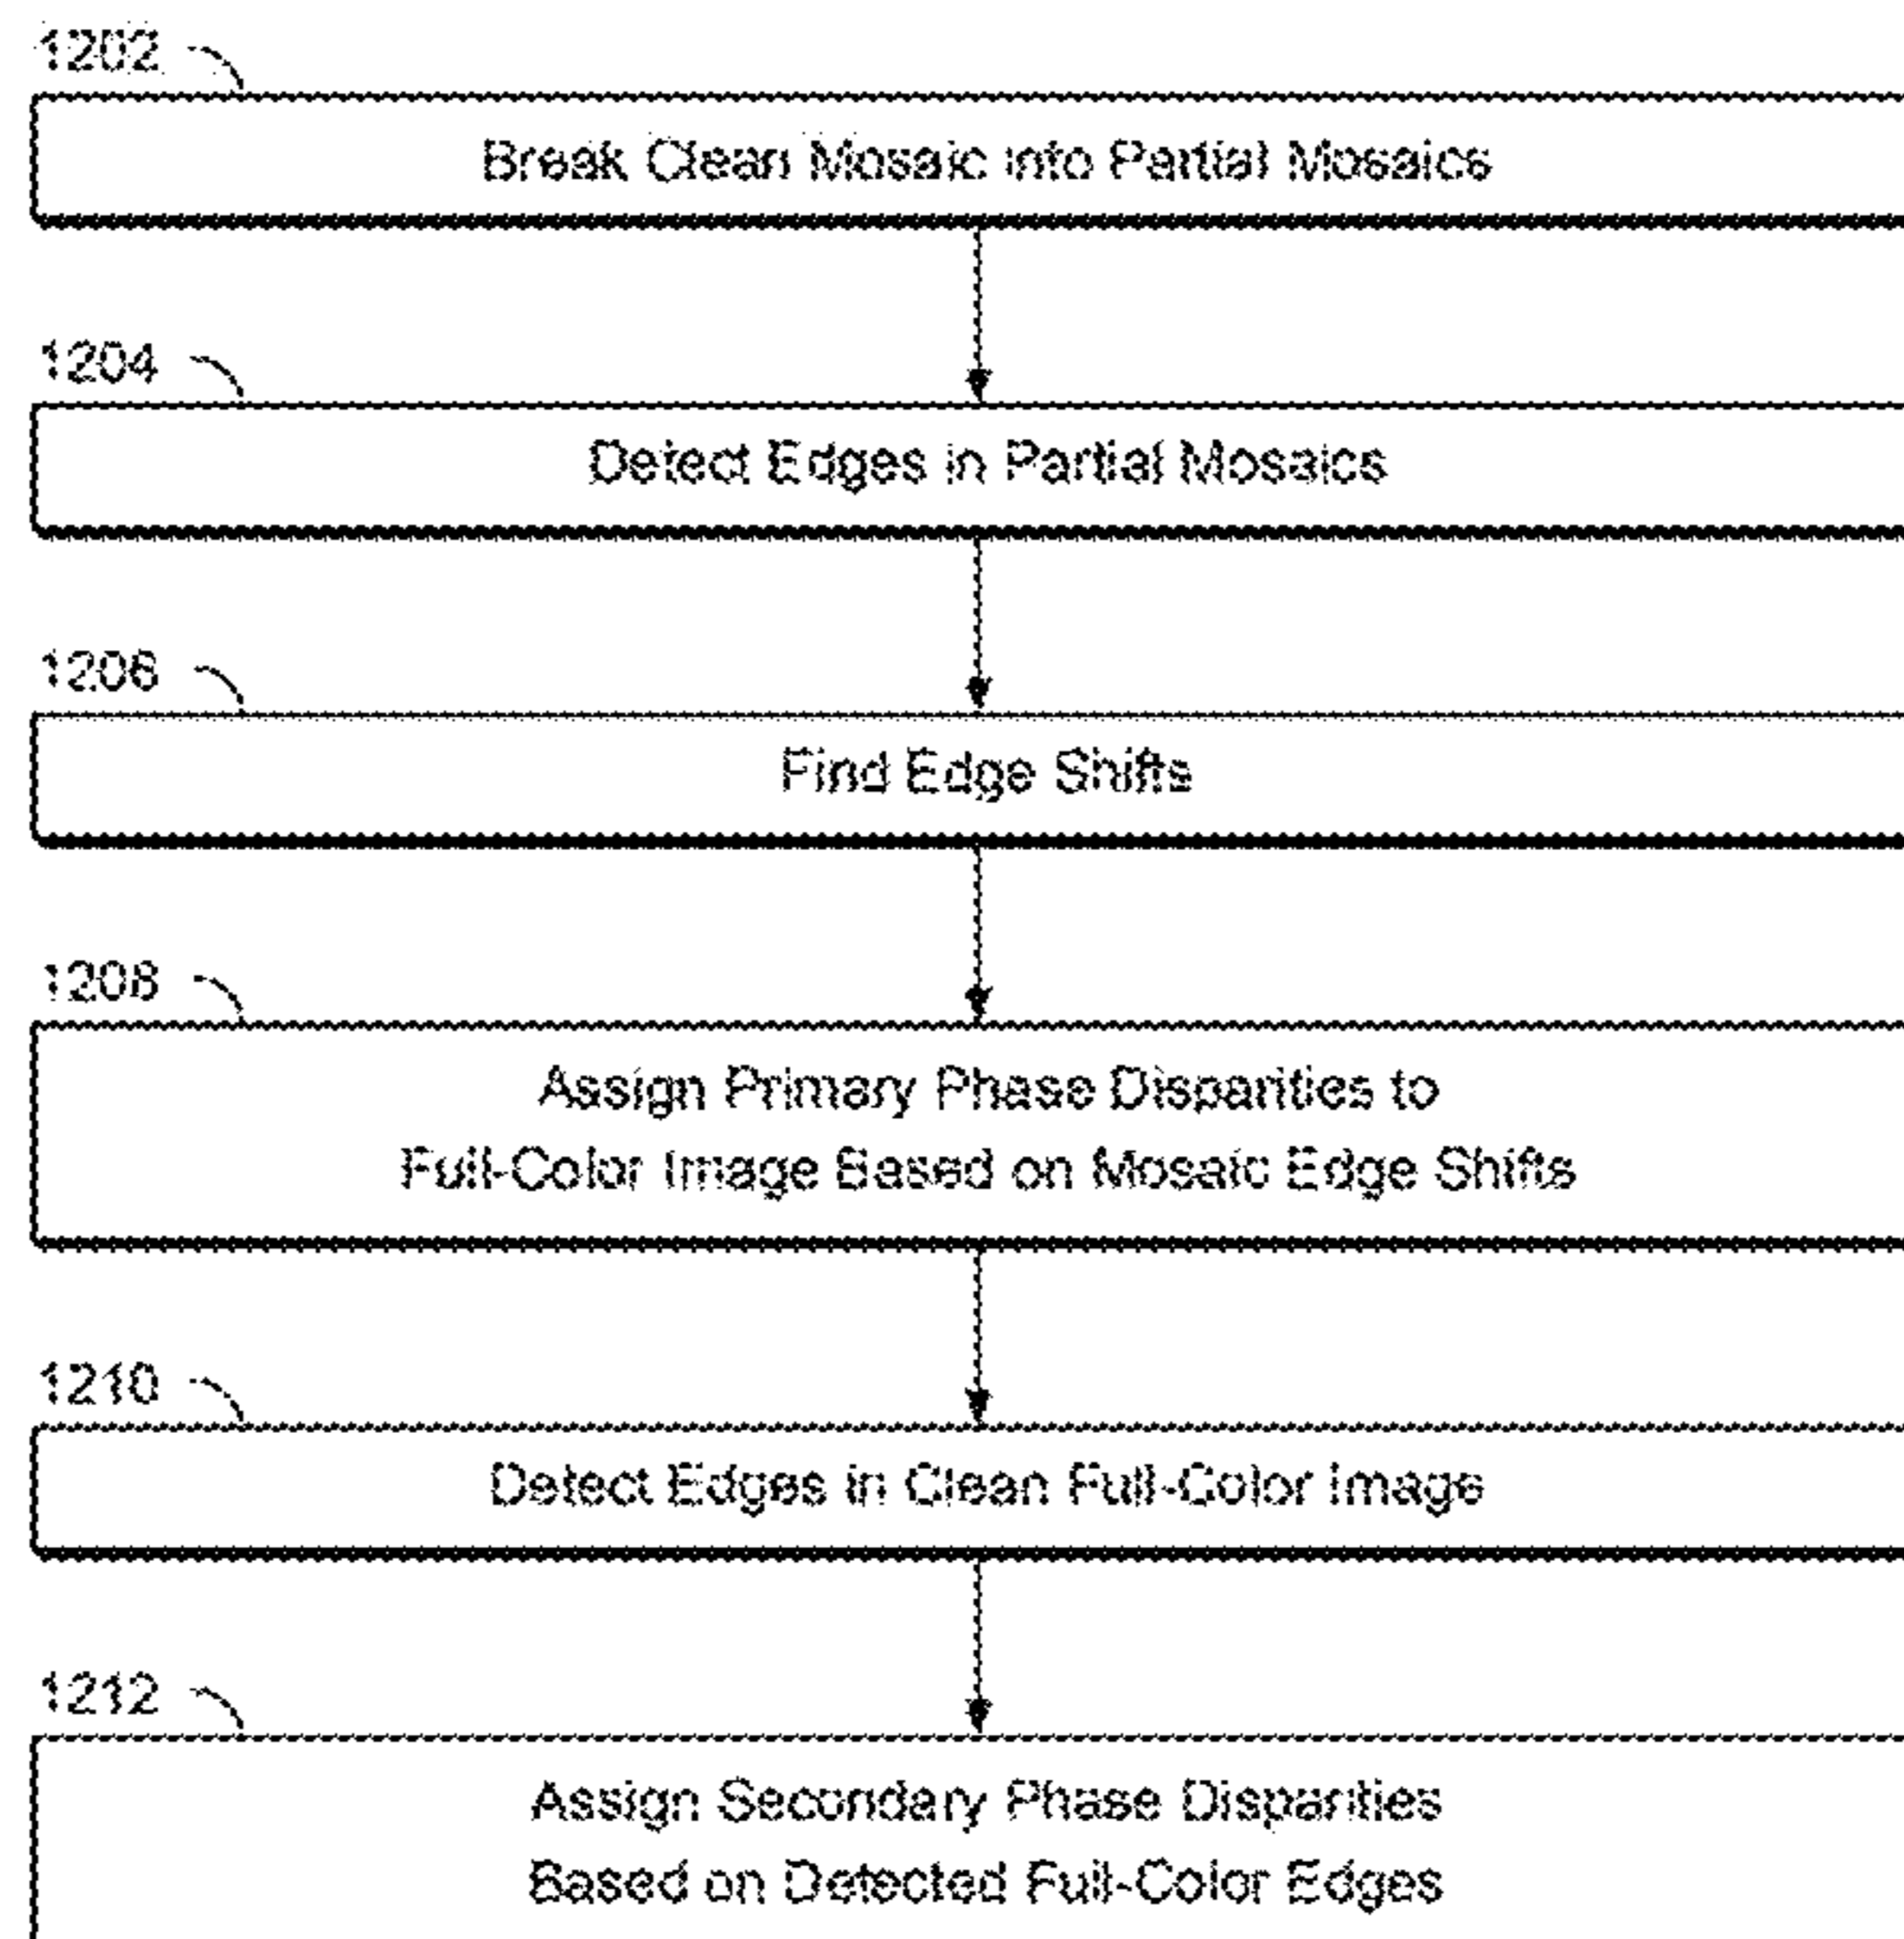 1202
Break Clean Mosaic into Partial Mosaics
1204
Detect Edges in Partial Mosaics
1206
Find Edge Shifts
1208
Assign Primary Phase Disparities to
Full-Color Image Based on Mosaic Edge Shifts
1210
Detect Edges in Clean Full-Color Image
1212
Assign Secondary Phase Disparities
Based on Detected Full-Color Edges